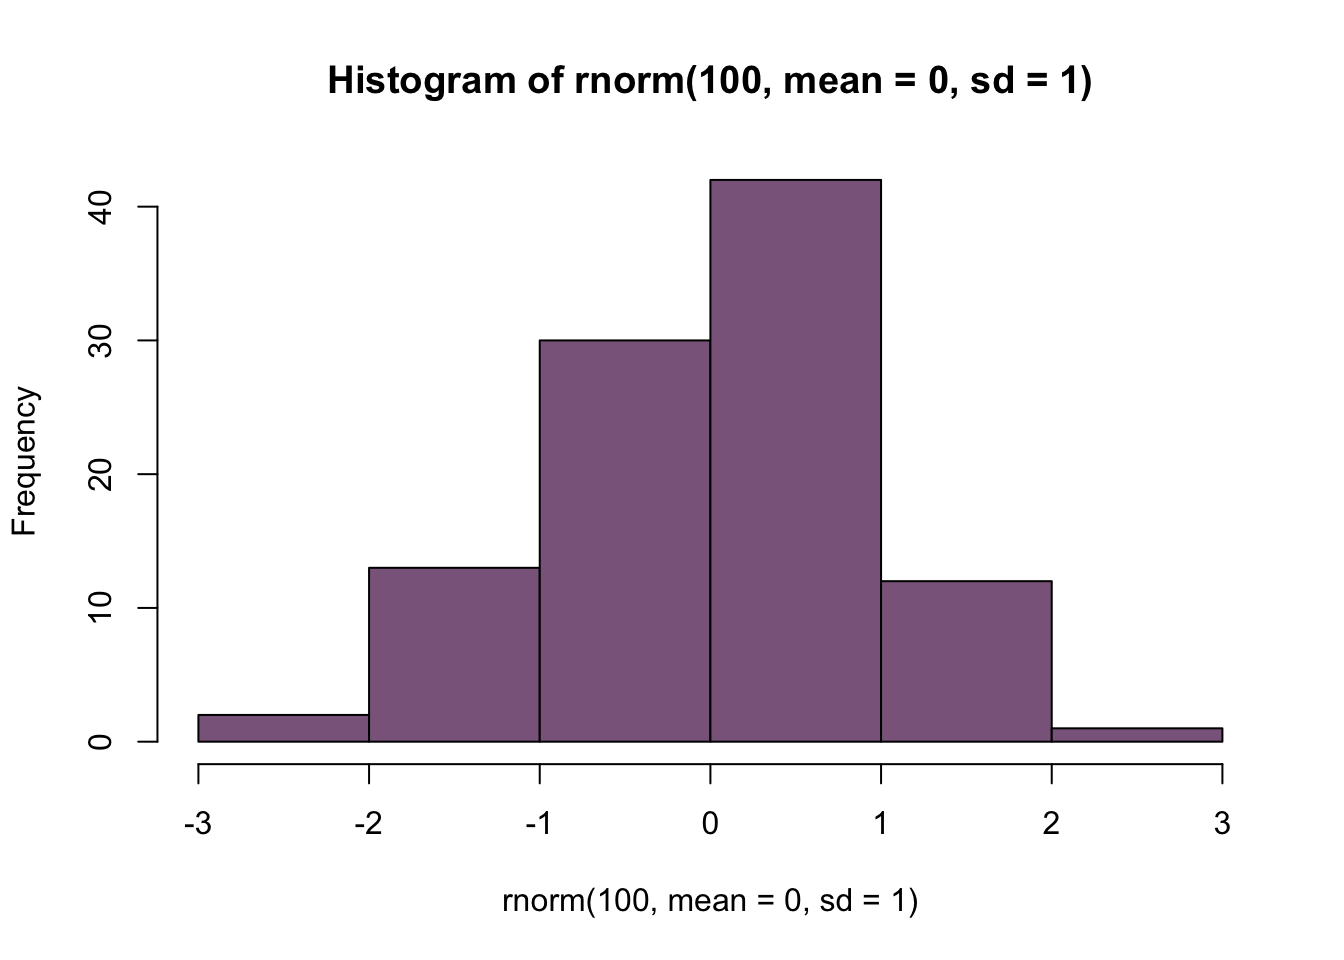 Histogram of rnorm(100, mean = 0, sd = 1)
Frequency
40
30
20
10
0
-3 -2 -1 0 1 2 3
rnorm(100, mean = 0, sd = 1)